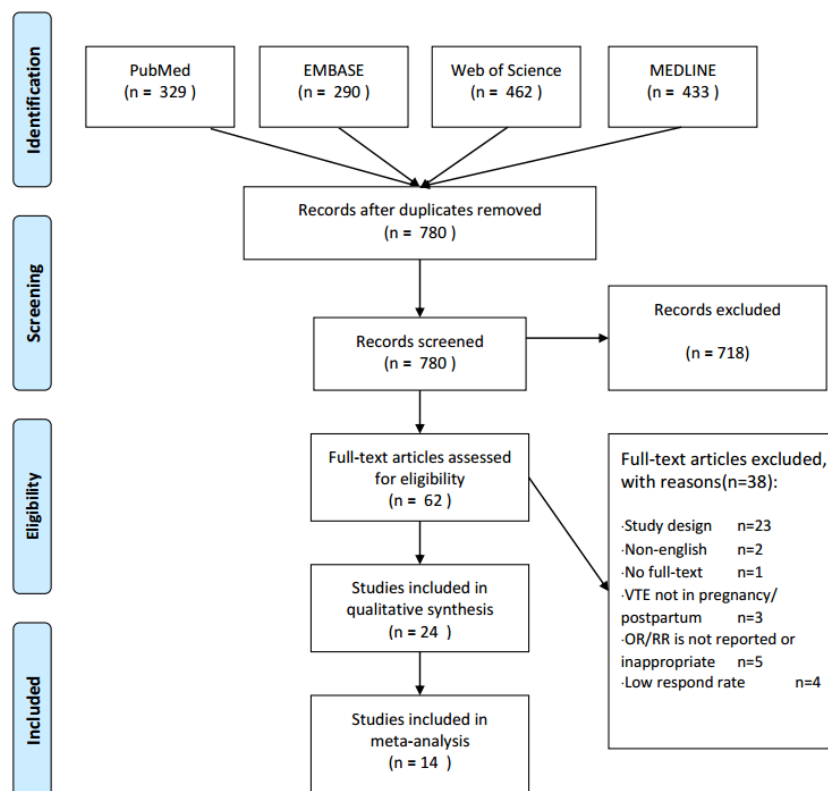 Identification
PubMed
(n = 329 )
EMBASE
(n = 290 )
Web of Science
(n = 462 )
MEDLINE
(n = 433 )
Records after duplicates removed
(n = 780 )
Screening
Records screened
(n = 780 )
Records excluded
(n = 718)
Eligibility
Full-text articles assessed
for eligibility
(n = 62 )
Full-text articles excluded,
with reasons(n=38):
·Study design n=23
·Non-english n=2
·No full-text n=1
·VTE not in pregnancy/
postpartum n=3
·OR/RR is not reported or
inappropriate n=5
·Low respond rate n=4
Studies included in
qualitative synthesis
(n = 24 )
Included
Studies included in
meta-analysis
(n = 14 )